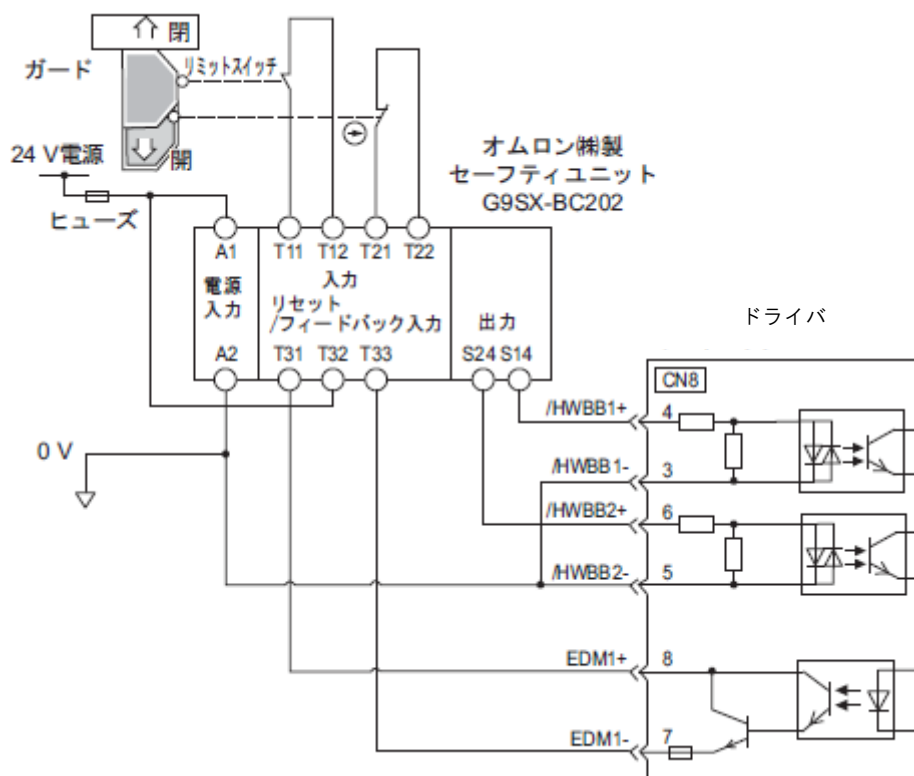 閉
ガード
リミットスイッチ
開
24 V電源
ヒューズ
オムロン㈱製
セーフティユニット
G9SX-BC202
A1
T11
T12
T21
T22
電源
入力
入力
リセット
/フィードバック入力
出力
A2
T31
T32
T33
S24
S14
0 V
ドライバ
CN8
/HWBB1+
4
/HWBB1-
3
/HWBB2+
6
/HWBB2-
5
EDM1+
8
EDM1-
7